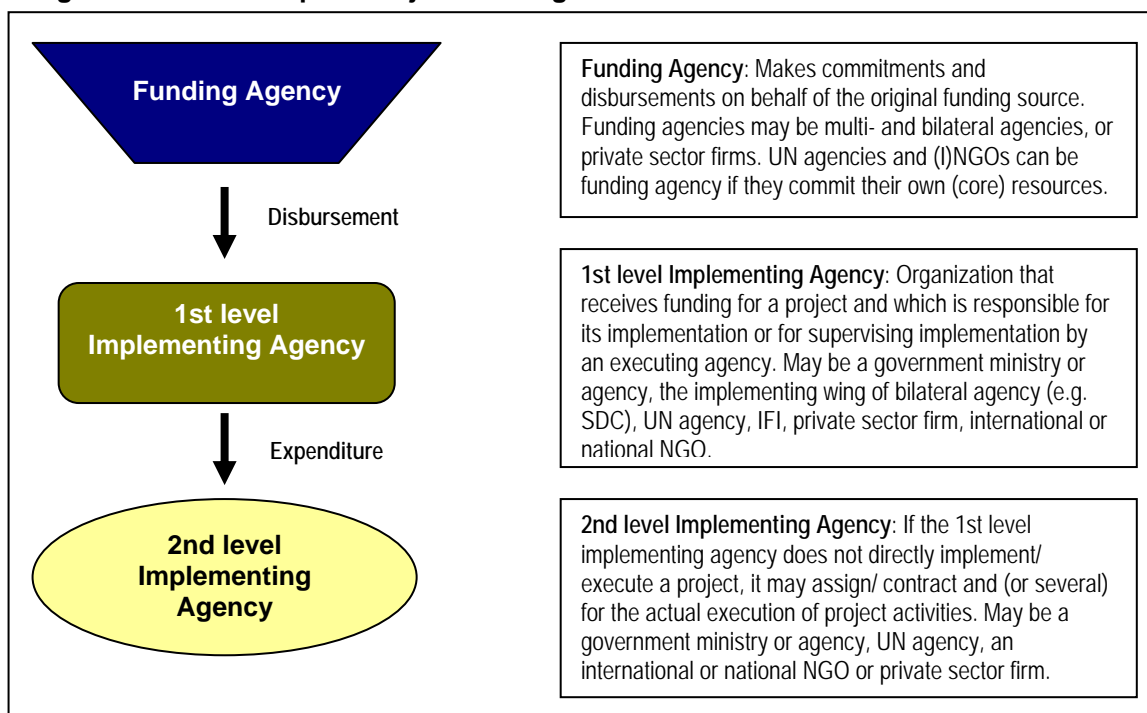 Funding Agency
Funding Agency: Makes commitments and
disbursements on behalf of the original funding source.
Funding agencies may be multi- and bilateral agencies, or
private sector firms. UN agencies and (I)NGOs can be
funding agency if they commit their own (core) resources.
Disbursement
1st level
Implementing Agency
1st level Implementing Agency: Organization that
receives funding for a project and which is responsible for
its implementation or for supervising implementation by
an executing agency. May be a government ministry or
agency, the implementing wing of bilateral agency (e.g.
SDC), UN agency, IFI, private sector firm, international or
national NGO.
Expenditure
2nd level
Implementing
Agency
2nd level Implementing Agency: If the 1st level
implementing agency does not directly implement/
execute a project, it may assign/ contract and (or several)
for the actual execution of project activities. May be a
government ministry or agency, UN agency, an
international or national NGO or private sector firm.